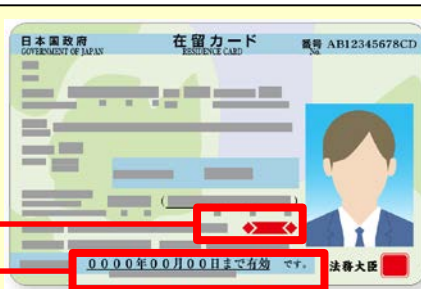 日本国政府 在留カード 番号 AB12345678CD
GOVERNMENT OF JAPAN RESIDENCE CARD No.
( )
0000年00月00日まで有効 です。
法務大臣